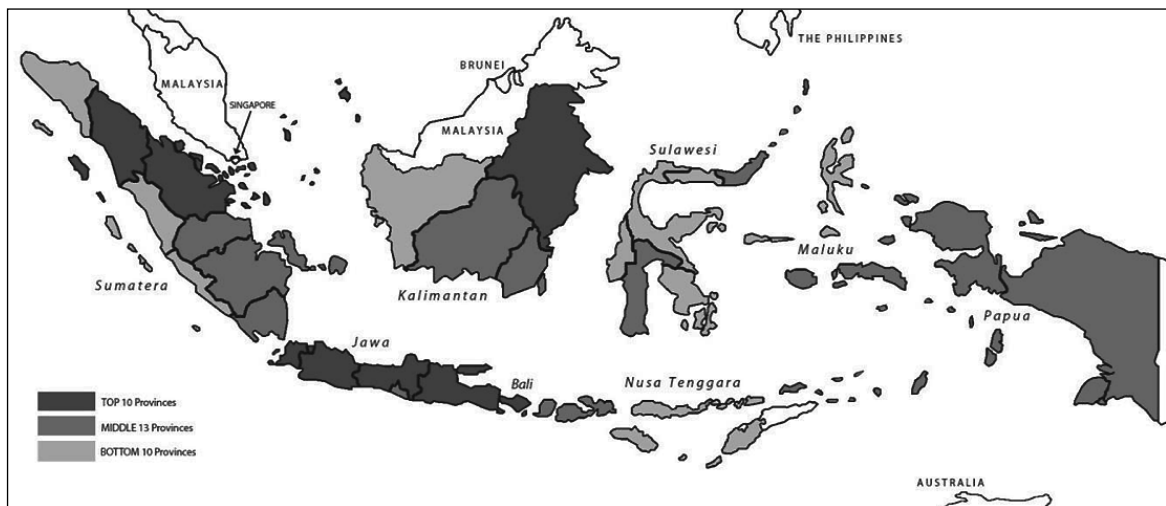 THE PHILIPPINES
BRUNEI
MALAYSIA
SINGAPORE
MALAYSIA
Sulawesi
Maluku
Sumatera
Kalimantan
Papua
Jawa
Bali
Nusa Tenggara
TOP 10 Provinces
MIDDLE 13 Provinces
BOTTOM 10 Provinces
AUSTRALIA